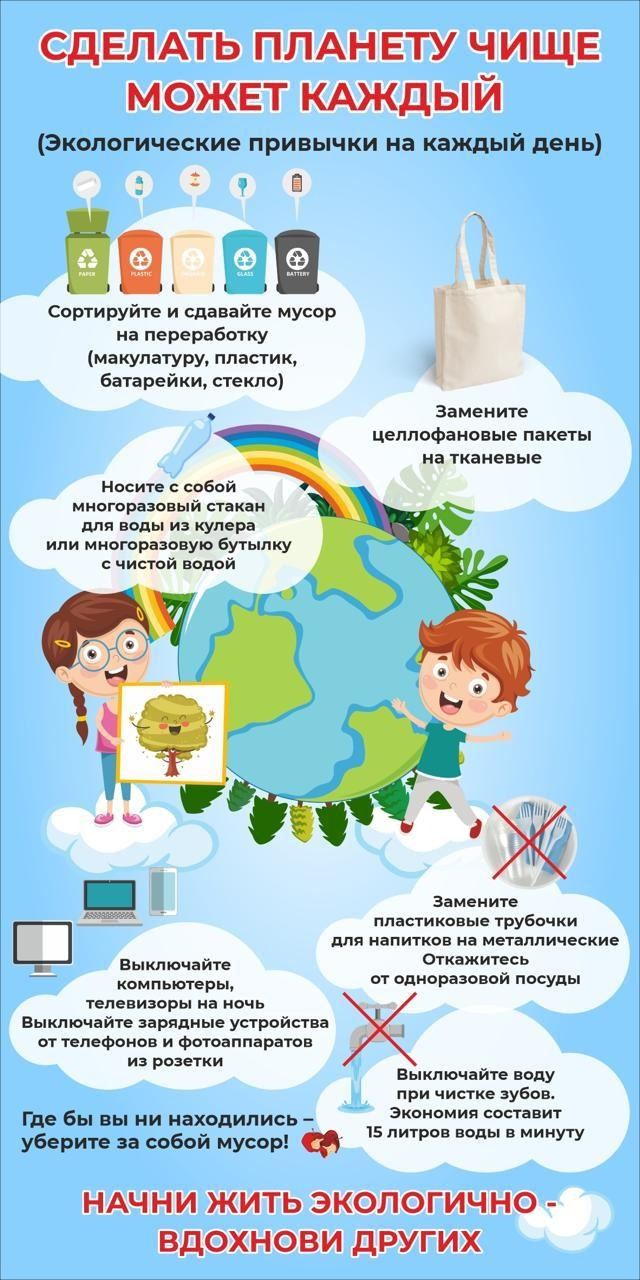 СДЕЛАТЬ ПЛАНЕТУ ЧИЩЕ
МОЖЕТ КАЖДЫЙ
(Экологические привычки на каждый день)
PAPER
PLASTIC
ORGANIC
GLASS
BATTERY
Сортируйте и сдавайте мусор
на переработку
(макулатуру, пластик,
батарейки, стекло)
Замените
целлофановые пакеты
на тканевые
Носите с собой
многоразовый стакан
для воды из кулера
или многоразовую бутылку
с чистой водой
Замените
пластиковые трубочки
для напитков на металлические
Откажитесь
от одноразовой посуды
Выключайте
компьютеры,
телевизоры на ночь
Выключайте зарядные устройства
от телефонов и фотоаппаратов
из розетки
Выключайте воду
при чистке зубов.
Экономия составит
15 литров воды в минуту
Где бы вы ни находились –
уберите за собой мусор!
НАЧНИ ЖИТЬ ЭКОЛОГИЧНО -
ВДОХНОВИ ДРУГИХ